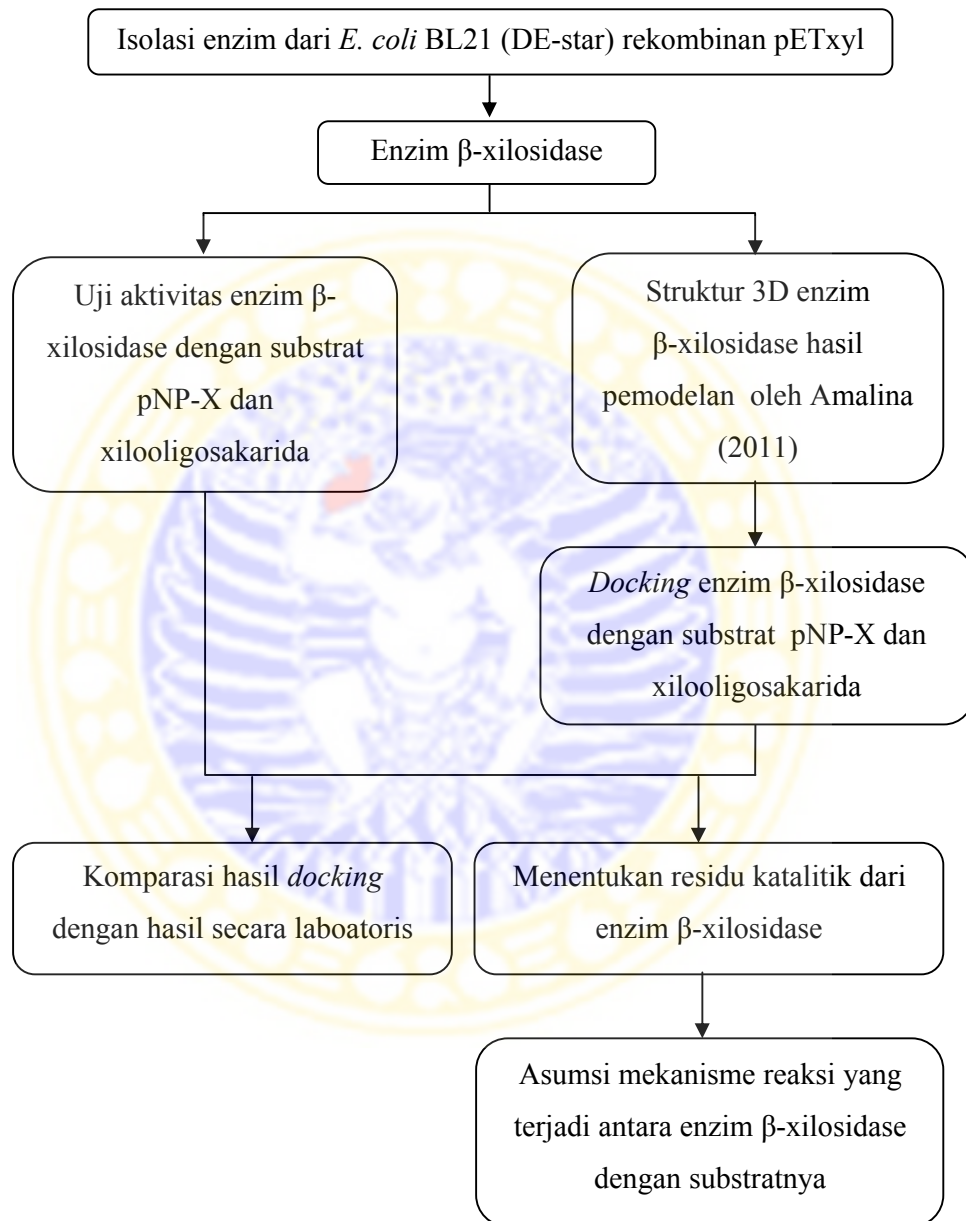 Isolasi enzim dari E. coli BL21 (DE-star) rekombinan pETxyl
Enzim β-xilosidase
Uji aktivitas enzim β-
xilosidase dengan substrat
pNP-X dan
xilooligosakarida
Struktur 3D enzim
β-xilosidase hasil
pemodelan oleh Amalina
(2011)
Docking enzim β-xilosidase
dengan substrat pNP-X dan
xilooligosakarida
Komparasi hasil docking
dengan hasil secara laboatoris
Menentukan residu katalitik dari
enzim β-xilosidase
Asumsi mekanisme reaksi yang
terjadi antara enzim β-xilosidase
dengan substratnya